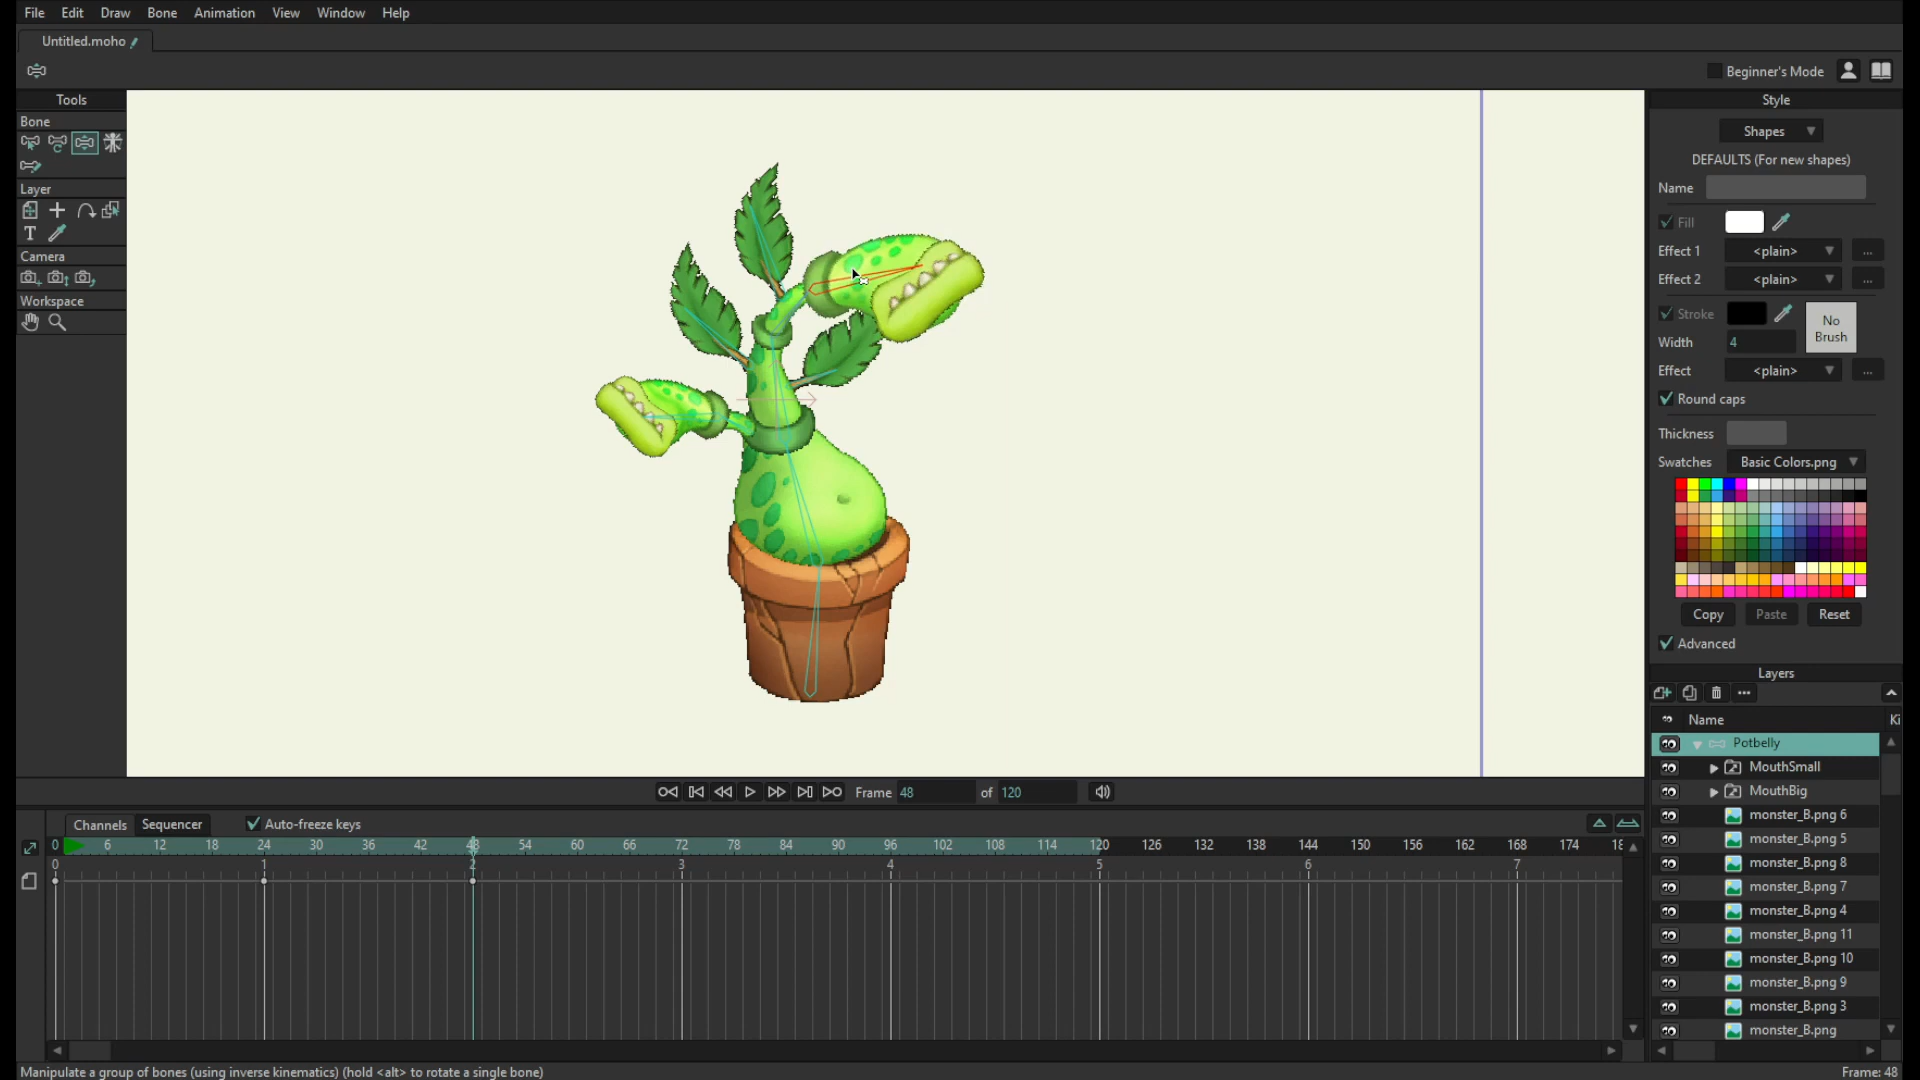 File Edit Draw Bone Animation View Window Help
Untitled.moho
Beginner's Mode
Tools
Bone
Layer
T
Camera
Workspace
Style
Shapes
DEFAULTS (For new shapes)
Name
Fill
Effect 1 <plain> ...
Effect 2 <plain> ...
Stroke
No
Brush
Width 4
Effect <plain> ...
Round caps
Thickness
Swatches Basic Colors.png
Copy Paste Reset
Advanced
Layers
Name Ki
Potbelly
MouthSmall
MouthBig
monster_B.png 6
monster_B.png 5
monster_B.png 8
monster_B.png 7
monster_B.png 4
monster_B.png 11
monster_B.png 10
monster_B.png 9
monster_B.png 3
monster_B.png
Frame 48 of 120
Channels Sequencer Auto-freeze keys
0 6 12 18 24 30 36 42 48 54 60 66 72 78 84 90 96 102 108 114 120 126 132 138 144 150 156 162 168 174 18
0 1 2 3 4 5 6 7
Manipulate a group of bones (using inverse kinematics) (hold <alt> to rotate a single bone)
Frame: 48